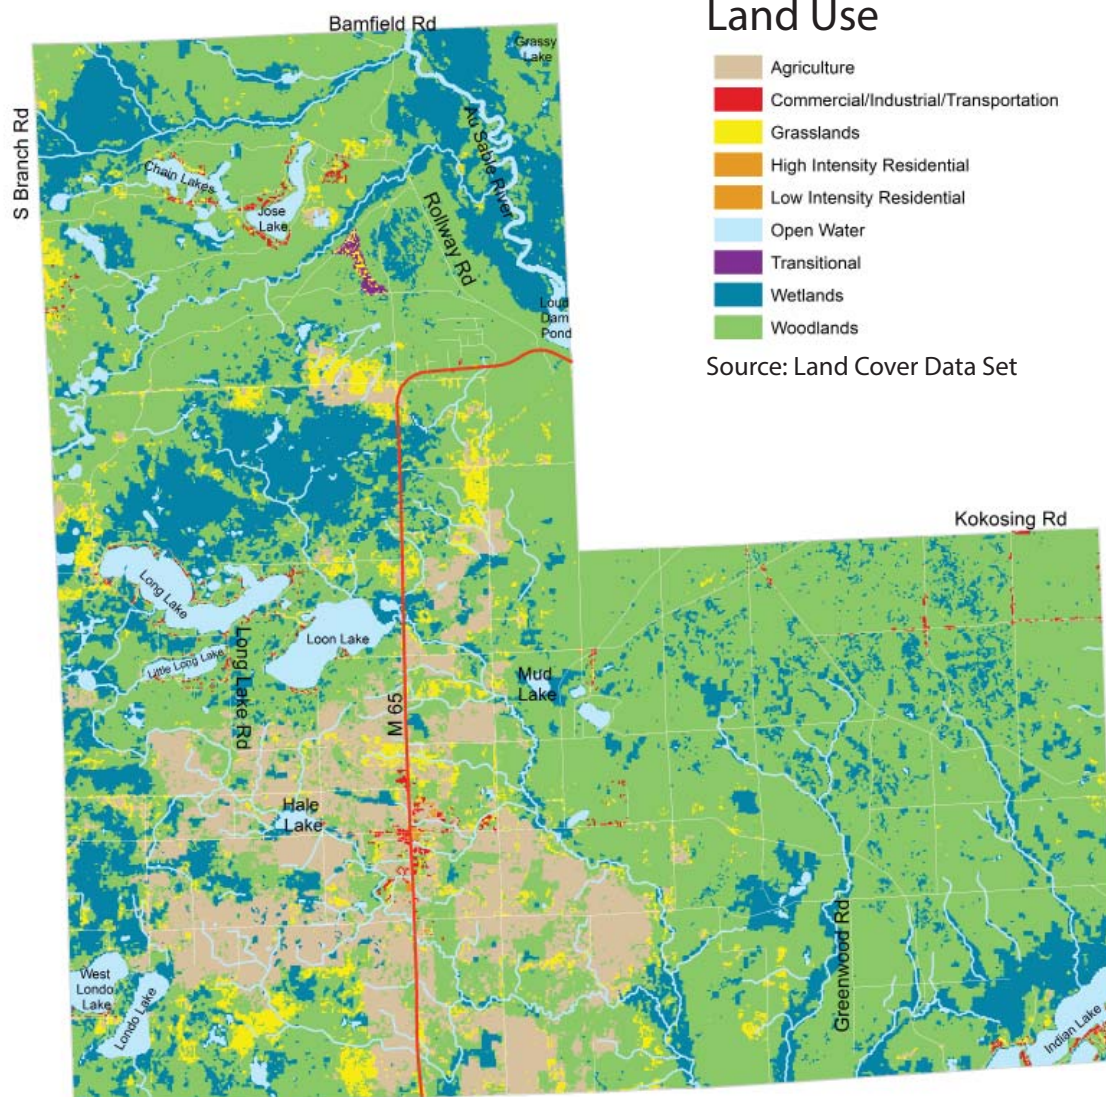 Land Use
Agriculture
Commercial/Industrial/Transportation
Grasslands
High Intensity Residential
Low Intensity Residential
Open Water
Transitional
Wetlands
Woodlands
Source: Land Cover Data Set
Bamfield Rd
Grassy
Lake
S Branch Rd
Au Sable River
Chain Lakes
Jose
Lake
Rollway Rd
Loud
Dam
Pond
Kokosing Rd
Long Lake
Loon Lake
Little Long Lake
Long Lake Rd
Mud
Lake
M 65
Hale
Lake
Greenwood Rd
West
Londo
Lake
Londo Lake
Indian Lake